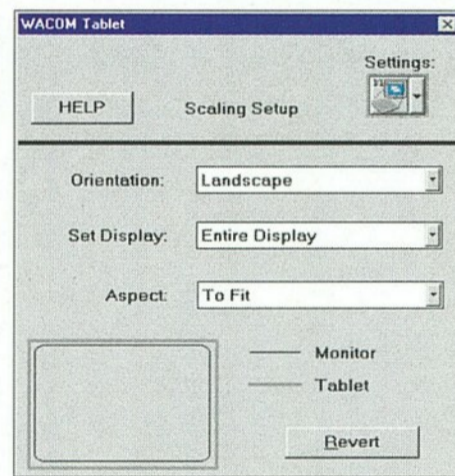 WACOM Tablet
Settings:
HELP
Scaling Setup
Orientation:
Landscape
Set Display:
Entire Display
Aspect:
To Fit
Monitor
Tablet
Revert